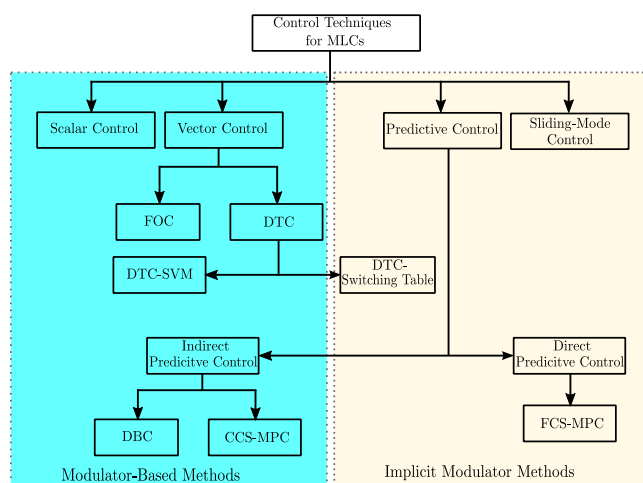 Control Techniques
for MLCs
Scalar Control
Vector Control
Predictive Control
Sliding-Mode
Control
FOC
DTC
DTC-SVM
DTC-
Switching Table
Indirect
Predicitve Control
Direct
Predicitve Control
DBC
CCS-MPC
FCS-MPC
Modulator-Based Methods
Implicit Modulator Methods